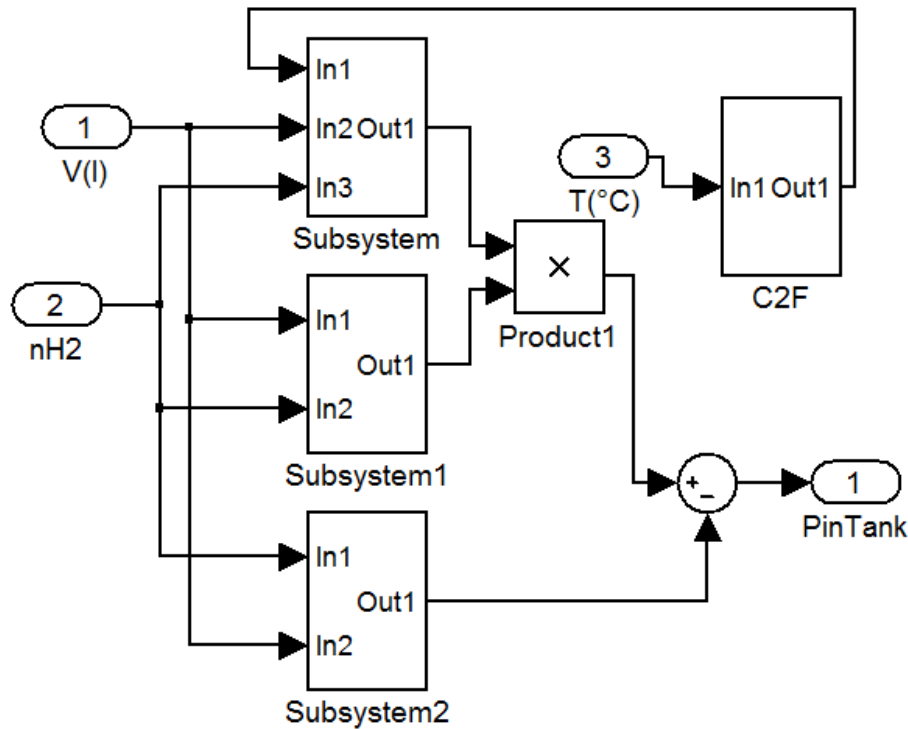 In1
In2 Out1
In3
Subsystem
1
V(l)
3
T(°C)
In1 Out1
C2F
2
nH2
In1
Out1
In2
Subsystem1
×
Product1
+
−
1
PinTank
In1
Out1
In2
Subsystem2